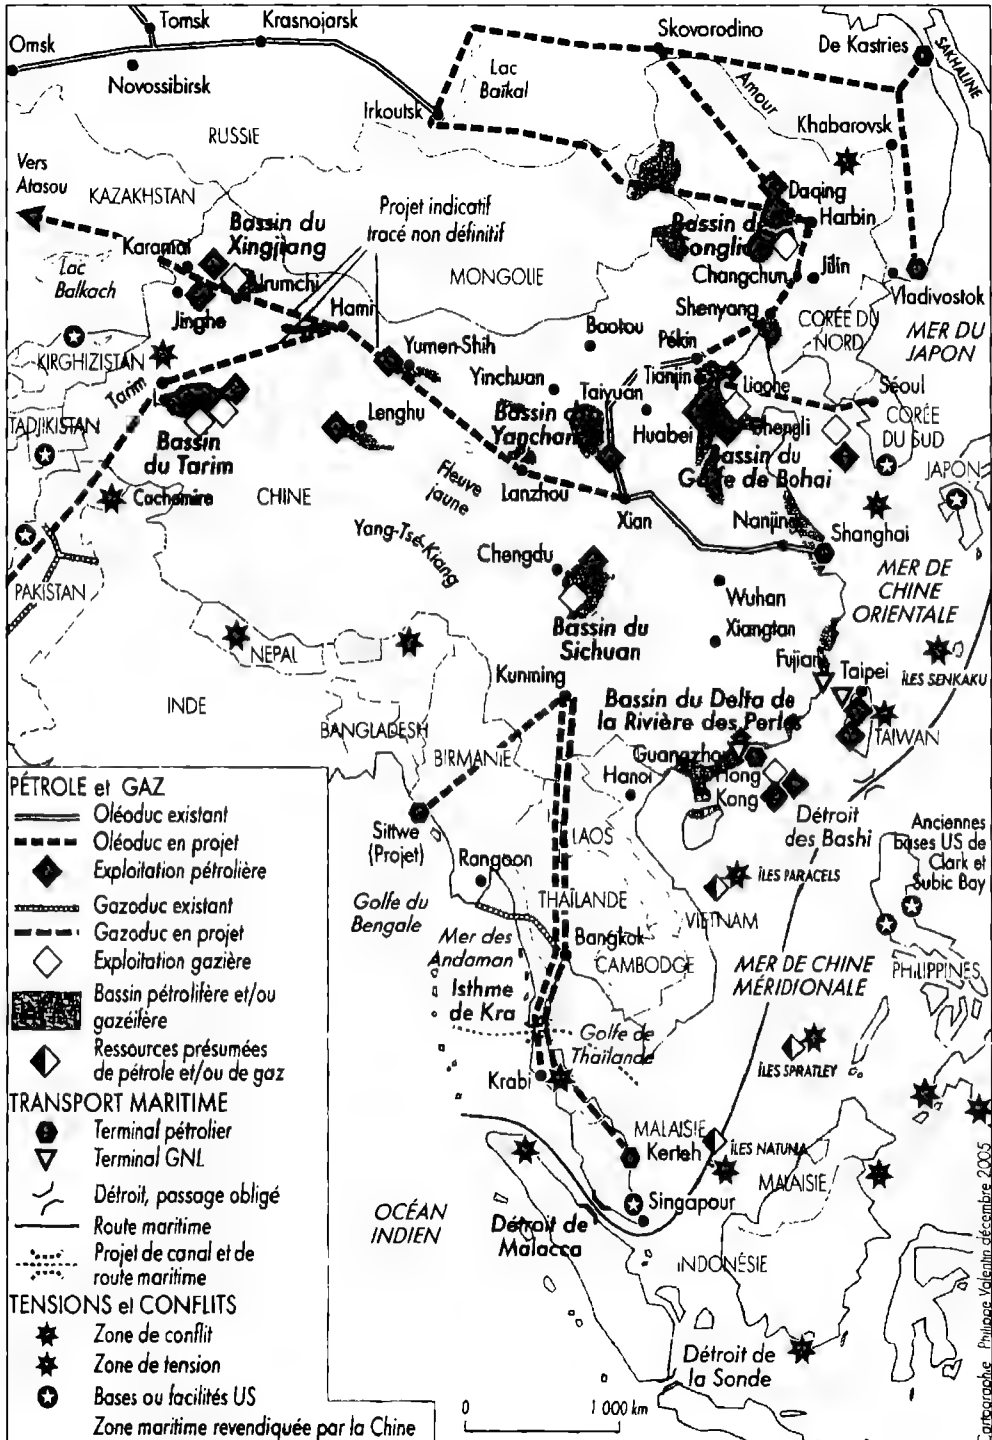 Tomsk
Krasnojarsk
Omsk
Novossibirsk
Skovorodino
De Kastries
SAKHALINE
Lac
Baïkal
Irkoutsk
Amour
Khabarovsk
RUSSIE
Vers
Atasou
KAZAKHSTAN
Projet indicatif
tracé non définitif
Daqing
Harbin
Bassin du
Xingjiang
Karamai
Lac
Balkach
Urumchi
MONGOLIE
Changchun
Jilin
Vladivostok
Jinghe
Hami
Shenyang
CORÉE DU
NORD
MER DU
JAPON
Baotou
Pékin
KIRGHIZISTAN
Yumen-Shih
Yinchuan
Tianjin
Liaohe
Séoul
Tarim
Taiyuan
Lenghu
Huabei
Shengli
CORÉE
DU SUD
TADJIKISTAN
Bassin
du Tarim
JAPON
Cachemire
CHINE
Fleuve
jaune
Lanzhou
Xian
Nanjing
Shanghai
Yang-Tsé-Kiang
Chengdu
MER DE
CHINE
ORIENTALE
PAKISTAN
Wuhan
Xiangtan
Bassin du
Sichuan
NEPAL
Fujian
Taipei
ÎLES SENKAKU
Kunming
INDE
BANGLADESH
Bassin du Delta de
la Rivière des Perles
TAIWAN
BIRMANIE
Guangzhou
Hanoi
Hong
Kong
Sittwe
(Projet)
LAOS
Détroit
des Bashi
Anciennes
bases US de
Clark et
Subic Bay
Rangoon
Golfe du
Bengale
THAÏLANDE
ÎLES PARACELS
VIETNAM
Mer des
Andaman
Bangkok
CAMBODGE
MER DE CHINE
MÉRIDIONALE
PHILIPPINES
Isthme
de Kra
Golfe de
Thaïlande
ÎLES SPRATLEY
Krabi
MALAISIE
Kerteh
ÎLES NATUNA
MALAISIE
Singapour
OCÉAN
INDIEN
Détroit de
Malacca
INDONÉSIE
Détroit de
la Sonde
0
1 000 km
PÉTROLE et GAZ
Oléoduc existant
Oléoduc en projet
Exploitation pétrolière
Gazoduc existant
Gazoduc en projet
Exploitation gazière
Bassin pétrolifère et/ou
gazéifère
Ressources présumées
de pétrole et/ou de gaz
TRANSPORT MARITIME
Terminal pétrolier
Terminal GNL
Détroit, passage obligé
Route maritime
Projet de canal et de
route maritime
TENSIONS et CONFLITS
Zone de conflit
Zone de tension
Bases ou facilités US
Zone maritime revendiquée par la Chine
Cartographie Philippe Valentin décembre 2005